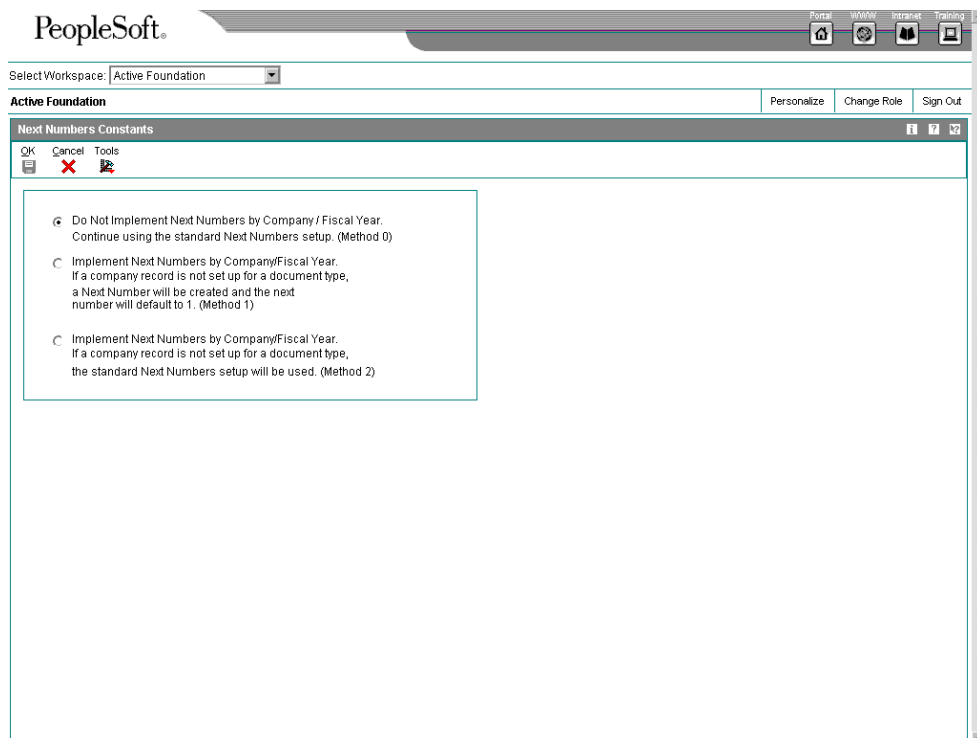 PeopleSoft®
Portal WWW Intranet Training
Select Workspace: Active Foundation
Active Foundation Personalize Change Role Sign Out
Next Numbers Constants
OK Cancel Tools
Do Not Implement Next Numbers by Company / Fiscal Year.
Continue using the standard Next Numbers setup. (Method 0)
Implement Next Numbers by Company/Fiscal Year.
If a company record is not set up for a document type,
a Next Number will be created and the next
number will default to 1. (Method 1)
Implement Next Numbers by Company/Fiscal Year.
If a company record is not set up for a document type,
the standard Next Numbers setup will be used. (Method 2)